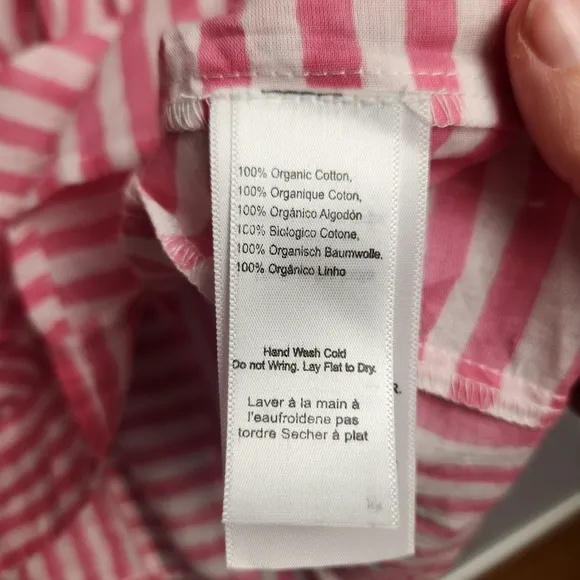 100% Organic Cotton,
100% Organique Coton,
100% Orgánico Algodón
100% Biologico Cotone,
100% Organisch Baumwolle,
100% Orgânico Linho
Hand Wash Cold
Do not Wring. Lay Flat to Dry.
R.
Laver à la main à
l'eaufroidene pas
tordre Secher à plat